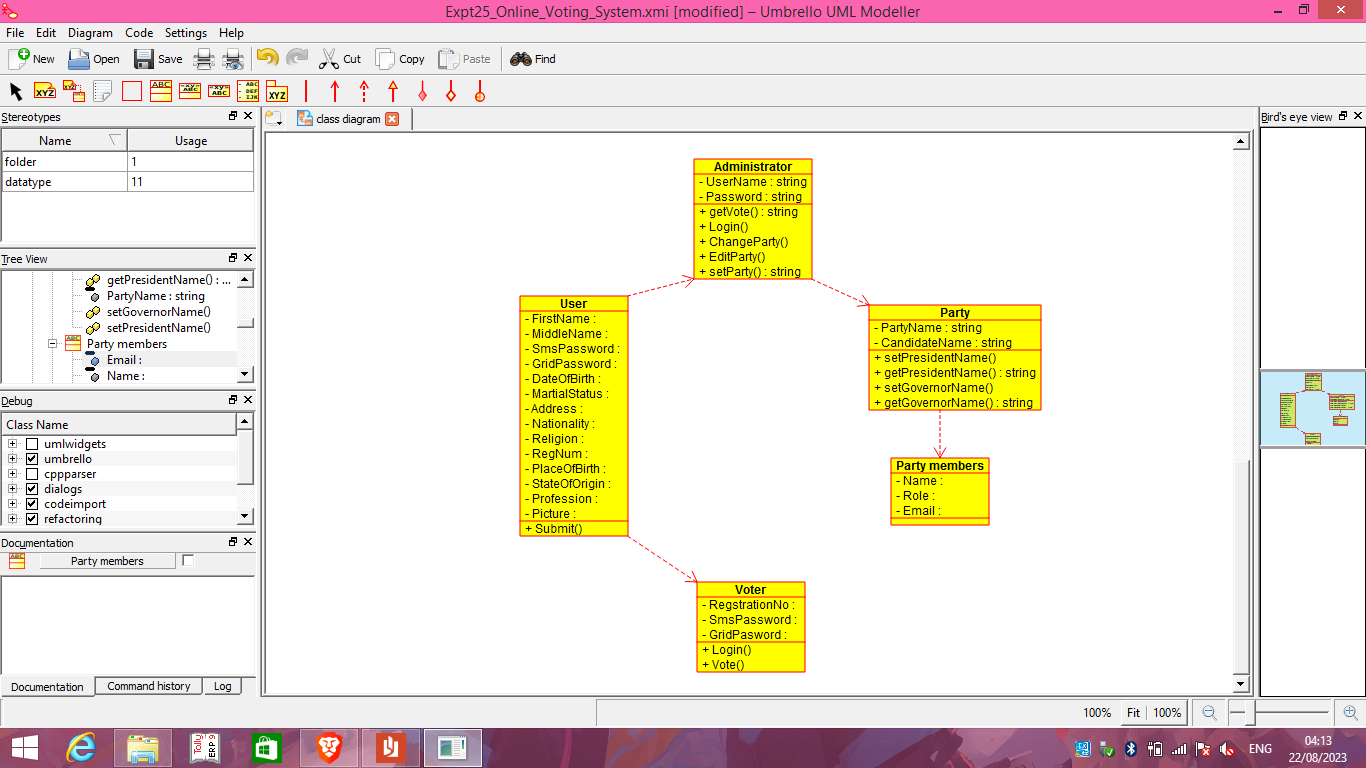 Expt25_Online_Voting_System.xmi [modified] – Umbrello UML Modeller
File Edit Diagram Code Settings Help
New Open Save Cut Copy Paste Find
Stereotypes
Name Usage
folder 1
datatype 11
Tree View
getPresidentName() : ...
PartyName : string
setGovernorName()
setPresidentName()
Party members
Email :
Name :
Debug
Class Name
umlwidgets
umbrello
cppparser
dialogs
codeimport
refactoring
Documentation
Party members
Documentation Command history Log
class diagram
Administrator
- UserName : string
- Password : string
+ getVote() : string
+ Login()
+ ChangeParty()
+ EditParty()
+ setParty() : string
User
- FirstName :
- MiddleName :
- SmsPassword :
- GridPassword :
- DateOfBirth :
- MartialStatus :
- Address :
- Nationality :
- Religion :
- RegNum :
- PlaceOfBirth :
- StateOfOrigin :
- Profession :
- Picture :
+ Submit()
Party
- PartyName : string
- CandidateName : string
+ setPresidentName()
+ getPresidentName() : string
+ setGovernorName()
+ getGovernorName() : string
Party members
- Name :
- Role :
- Email :
Voter
- RegstrationNo :
- SmsPassword :
- GridPasword :
+ Login()
+ Vote()
Bird's eye view
100% Fit 100%
ENG
04:13
22/08/2023